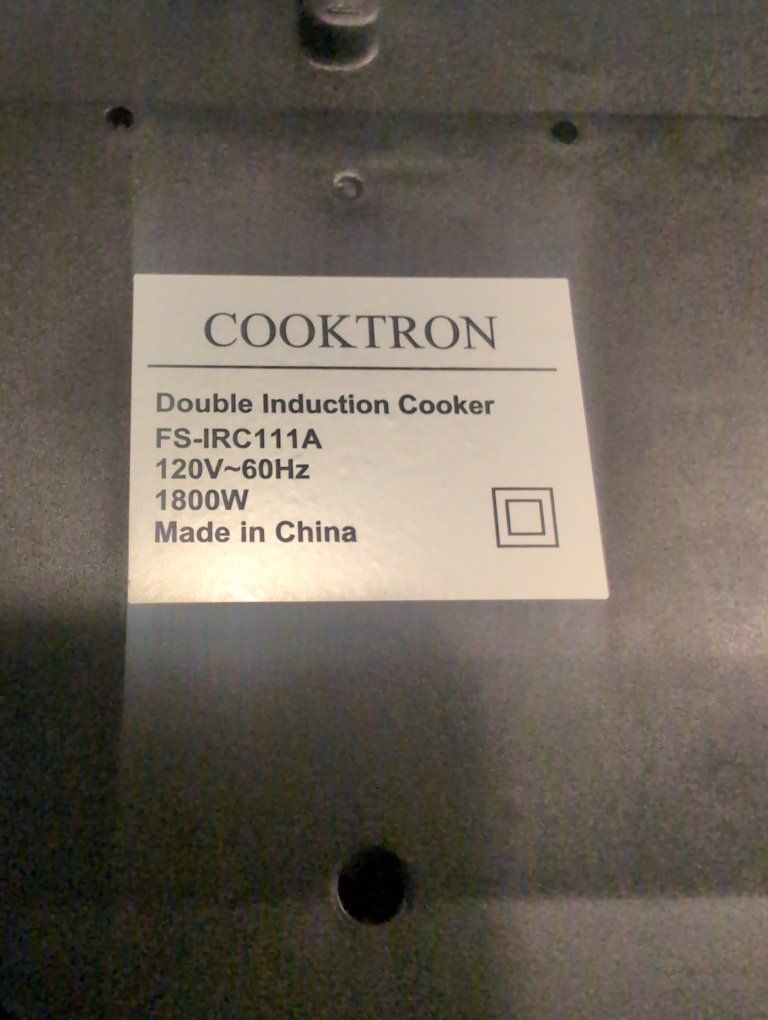 COOKTRON
Double Induction Cooker
FS-IRC111A
120V~60Hz
1800W
Made in China